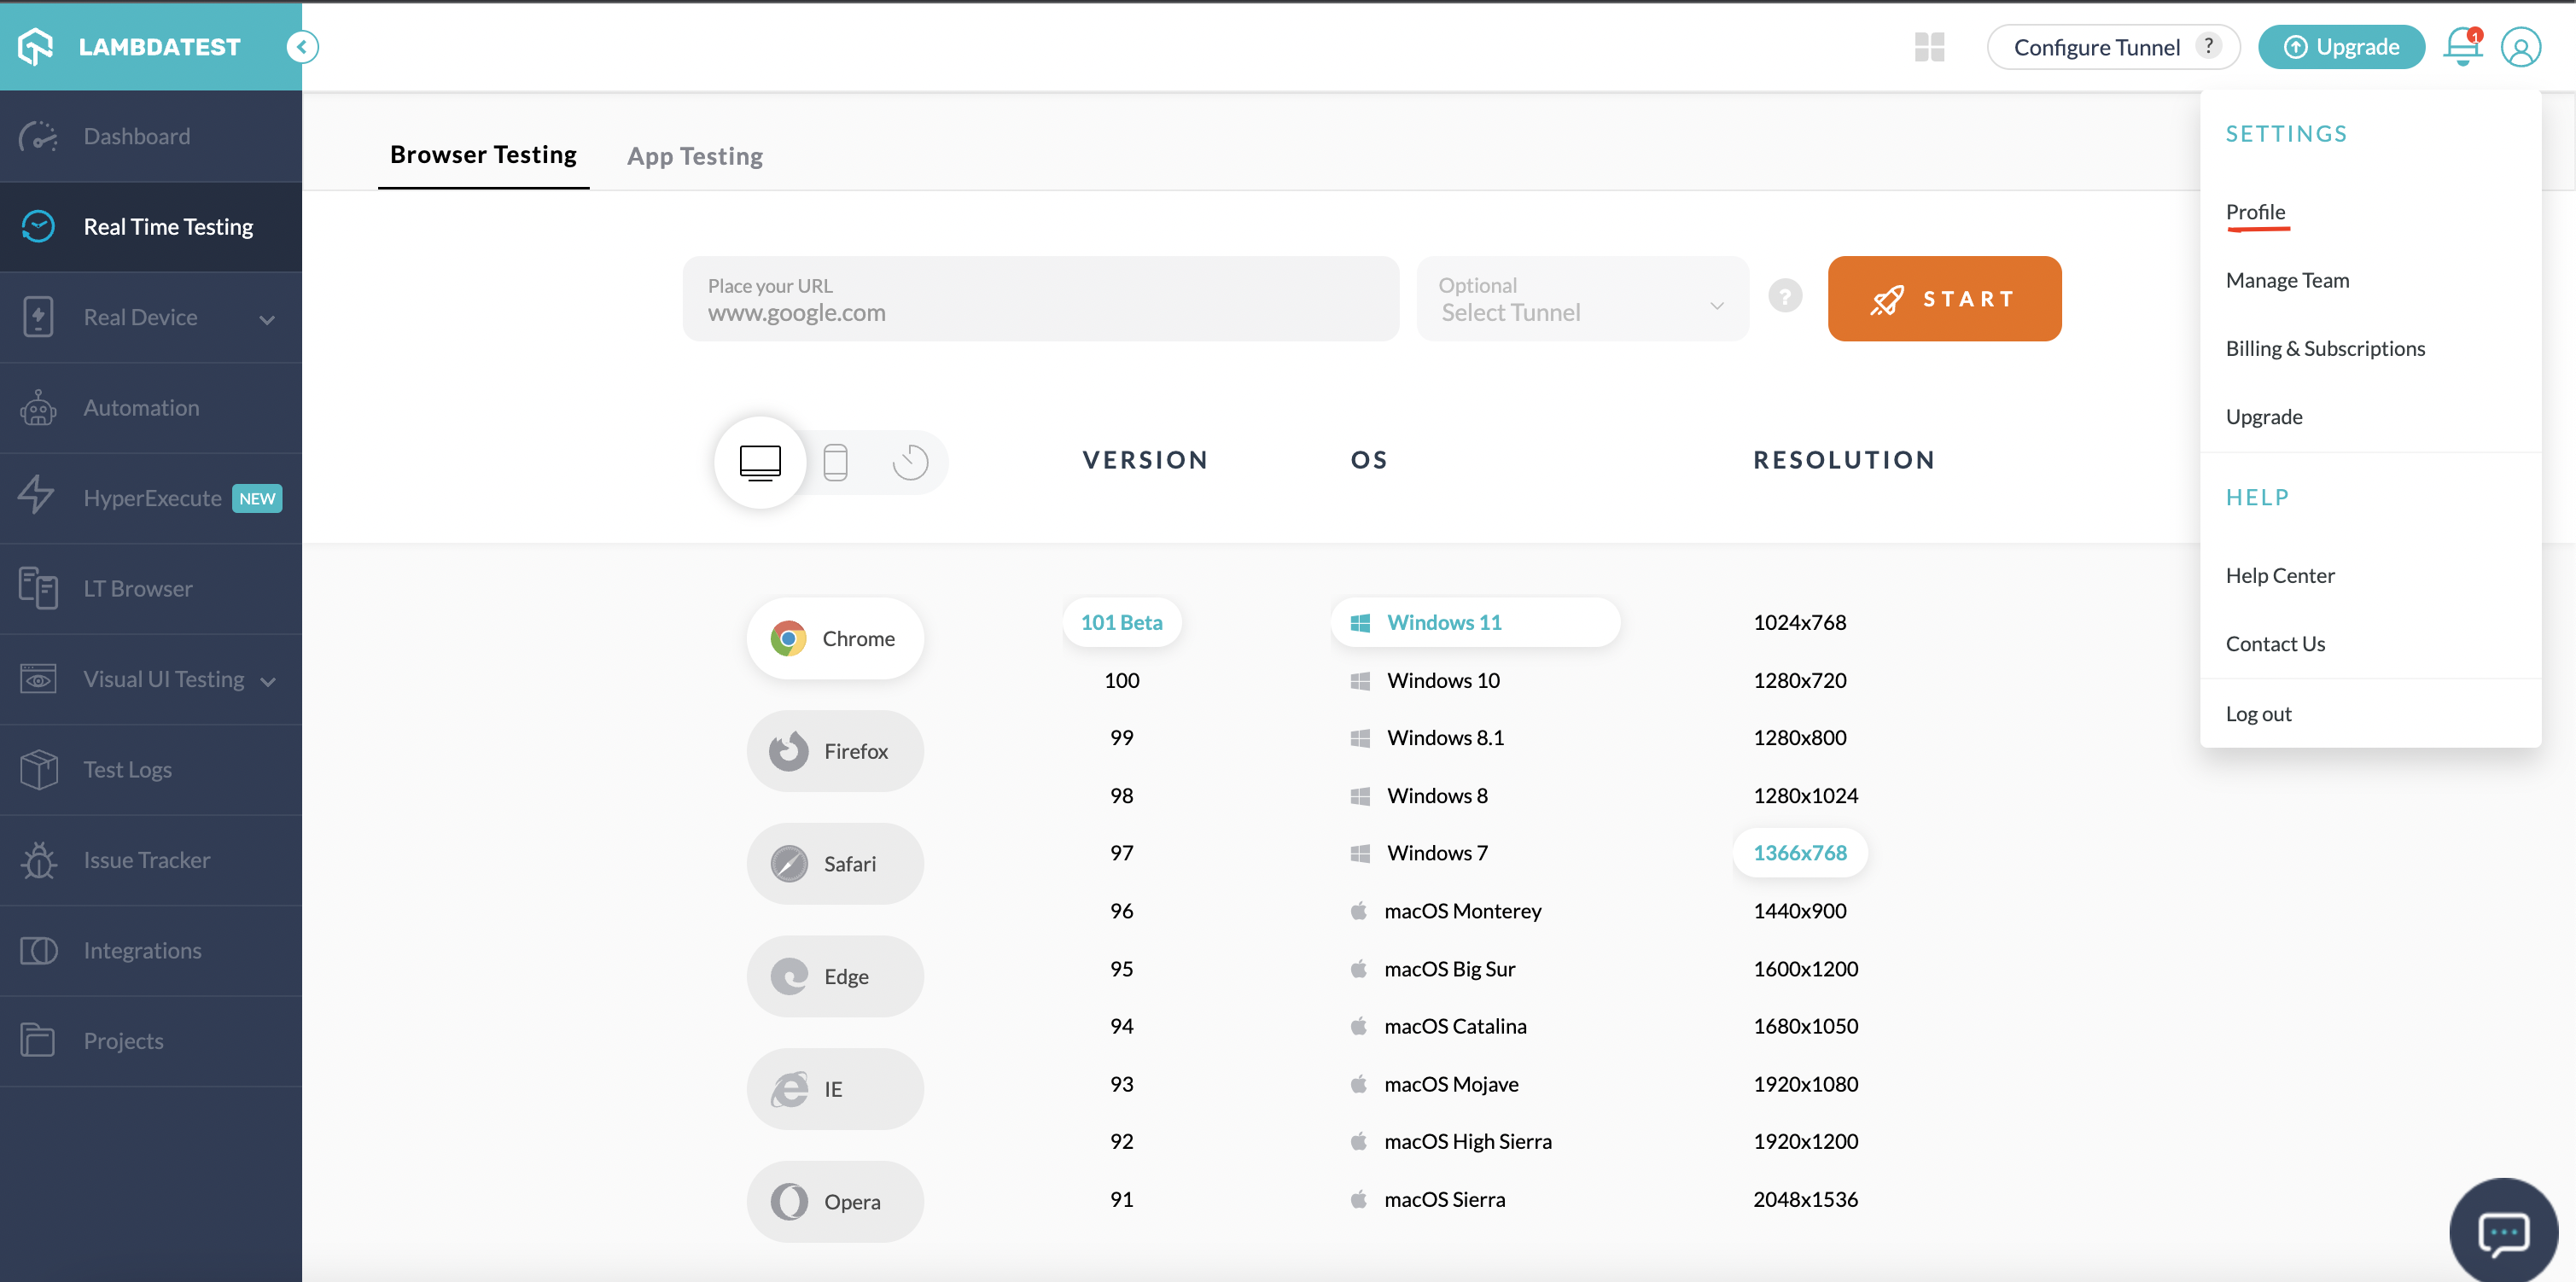 LAMBDATEST
Configure Tunnel ?
Upgrade
1
Dashboard
Real Time Testing
Real Device
Automation
HyperExecute NEW
LT Browser
Visual UI Testing
Test Logs
Issue Tracker
Integrations
Projects
Browser Testing App Testing
Place your URL
www.google.com
Optional
Select Tunnel
?
START
VERSION OS RESOLUTION
Chrome
Firefox
Safari
Edge
IE
Opera
101 Beta
100
99
98
97
96
95
94
93
92
91
Windows 11
Windows 10
Windows 8.1
Windows 8
Windows 7
macOS Monterey
macOS Big Sur
macOS Catalina
macOS Mojave
macOS High Sierra
macOS Sierra
1024x768
1280x720
1280x800
1280x1024
1366x768
1440x900
1600x1200
1680x1050
1920x1080
1920x1200
2048x1536
SETTINGS
Profile
Manage Team
Billing & Subscriptions
Upgrade
HELP
Help Center
Contact Us
Log out